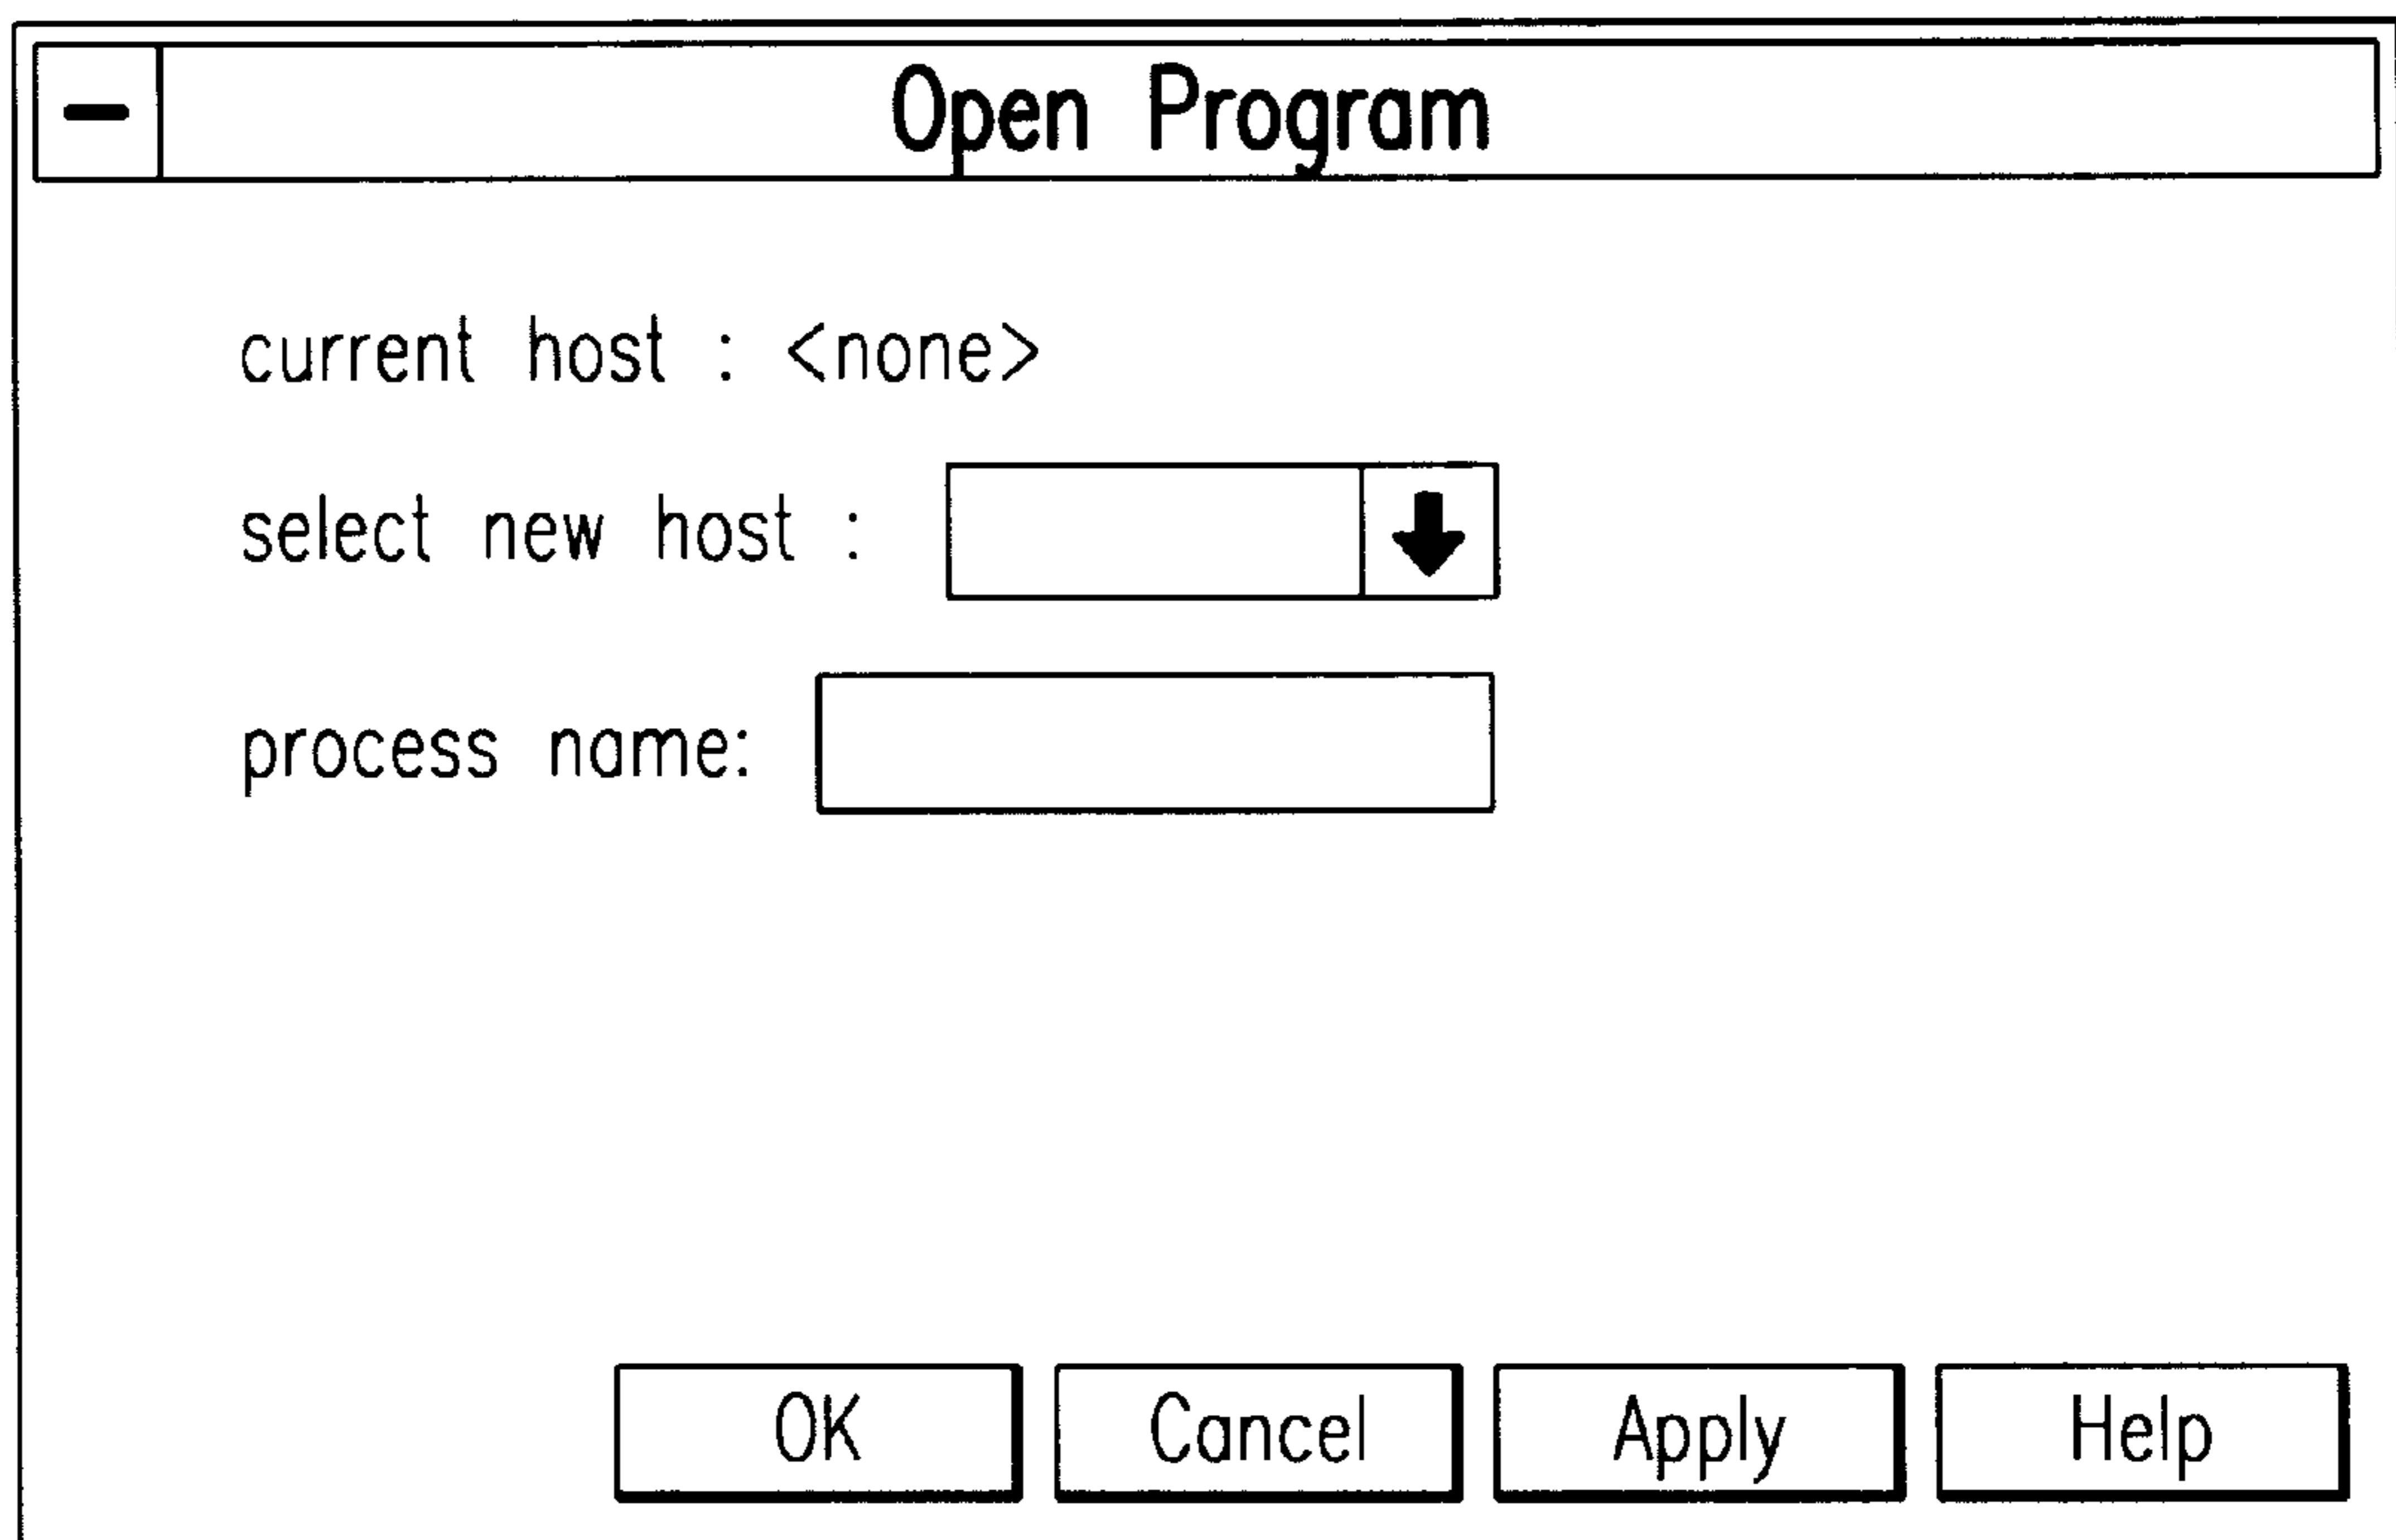 Open Program
current host : <none>
select new host :
process name:
OK Cancel Apply Help